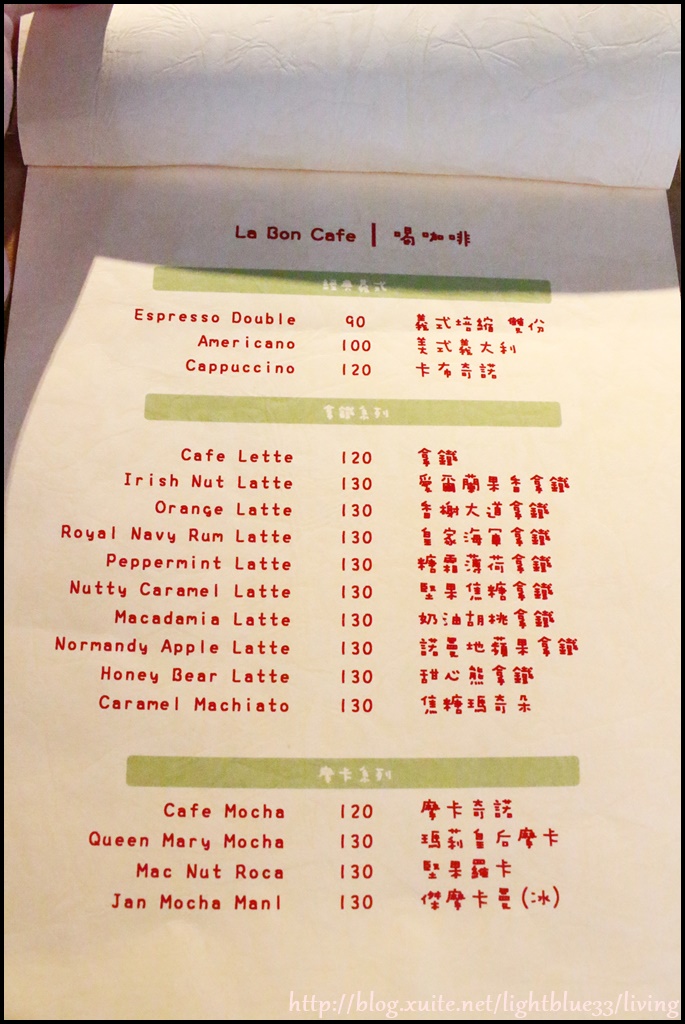 La Bon Cafe | 喝咖啡
經典義式
Espresso Double 90 義式培縮 雙份
Americano 100 美式義大利
Cappuccino 120 卡布奇諾
拿鐵系列
Cafe Lette 120 拿鐵
Irish Nut Latte 130 愛爾蘭果香拿鐵
Orange Latte 130 香榭大道拿鐵
Royal Navy Rum Latte 130 皇家海軍拿鐵
Peppermint Latte 130 糖霜薄荷拿鐵
Nutty Caramel Latte 130 堅果焦糖拿鐵
Macadamia Latte 130 奶油胡桃拿鐵
Normandy Apple Latte 130 諾曼地蘋果拿鐵
Honey Bear Latte 130 甜心熊拿鐵
Caramel Machiato 130 焦糖瑪奇朵
摩卡系列
Cafe Mocha 120 摩卡奇諾
Queen Mary Mocha 130 瑪莉皇后摩卡
Mac Nut Roca 130 堅果羅卡
Jan Mocha Man1 130 傑摩卡曼(冰)
http://blog.xuite.net/lightblue33/living